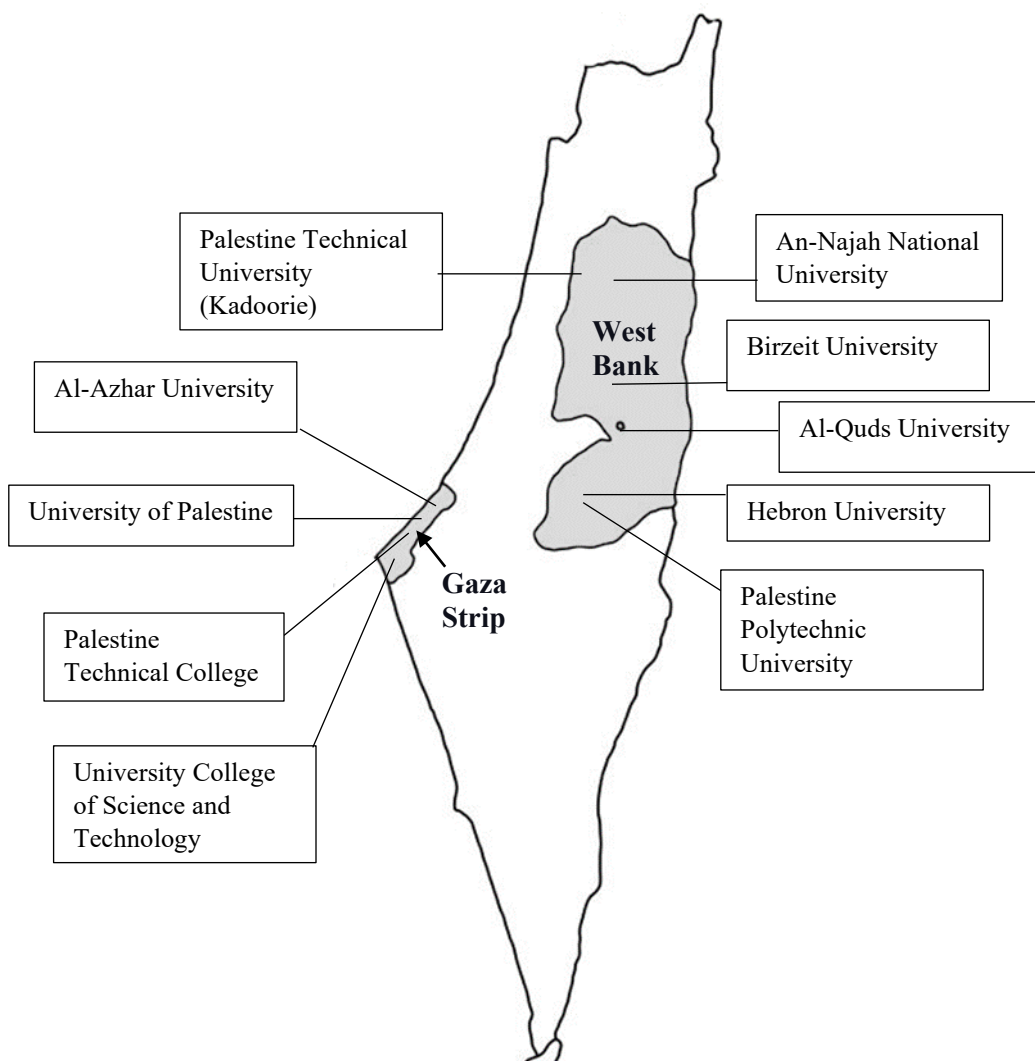 Palestine Technical
University
(Kadoorie)
An-Najah National
University
West
Bank
Birzeit University
Al-Azhar University
Al-Quds University
University of Palestine
Hebron University
Gaza
Strip
Palestine
Technical College
Palestine
Polytechnic
University
University College
of Science and
Technology